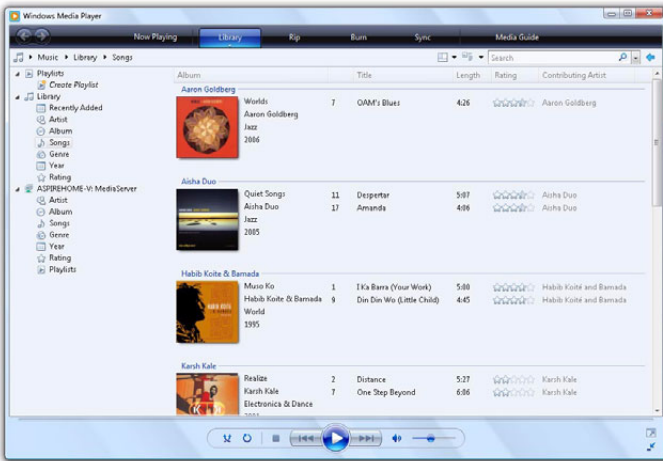 Windows Media Player
Now Playing Library Rip Burn Sync Media Guide
Music Library Songs Search
Playlists
Create Playlist
Library
Recently Added
Artist
Album
Songs
Genre
Year
Rating
ASPIREHOME-V: MediaServer
Artist
Album
Songs
Genre
Year
Rating
Playlists
Album Title Length Rating Contributing Artist
Aaron Goldberg
Worlds 7 OAM's Blues 4:26 Aaron Goldberg
Aaron Goldberg
Jazz
2006
Aisha Duo
Quiet Songs 11 Despertar 5:07 Aisha Duo
Aisha Duo 17 Amanda 4:06 Aisha Duo
Jazz
2005
Habib Koite & Bamada
Muso Ko 1 I Ka Barra (Your Work) 5:00 Habib Koité and Bamada
Habib Koite & Bamada 9 Din Din Wo (Little Child) 4:45 Habib Koité and Bamada
World
1995
Karsh Kale
Realize 2 Distance 5:27 Karsh Kale
Karsh Kale 7 One Step Beyond 6:06 Karsh Kale
Electronica & Dance